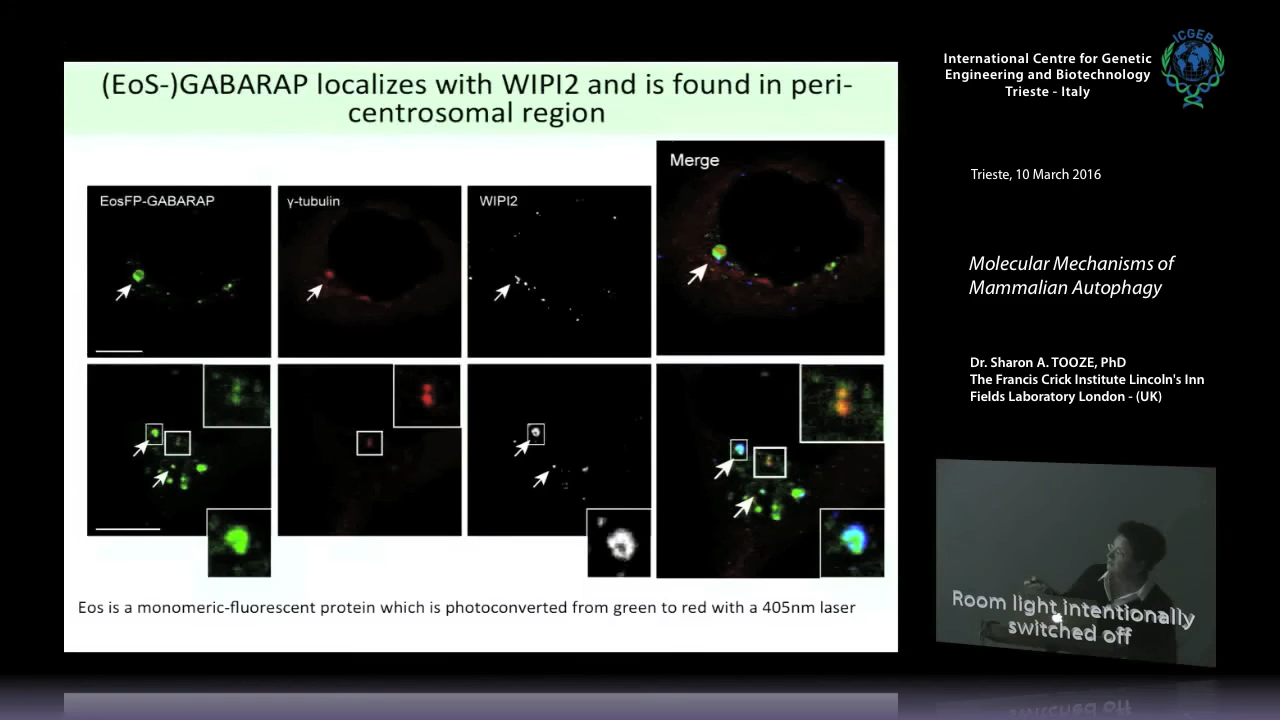 (EoS-)GABARAP localizes with WIPI2 and is found in peri-
centrosomal region
EosFP-GABARAP
γ-tubulin
WIPI2
Merge
Eos is a monomeric-fluorescent protein which is photoconverted from green to red with a 405nm laser
International Centre for Genetic
Engineering and Biotechnology
Trieste - Italy
ICGEB
Trieste, 10 March 2016
Molecular Mechanisms of
Mammalian Autophagy
Dr. Sharon A. TOOZE, PhD
The Francis Crick Institute Lincoln's Inn
Fields Laboratory London - (UK)
Room light intentionally
switched off